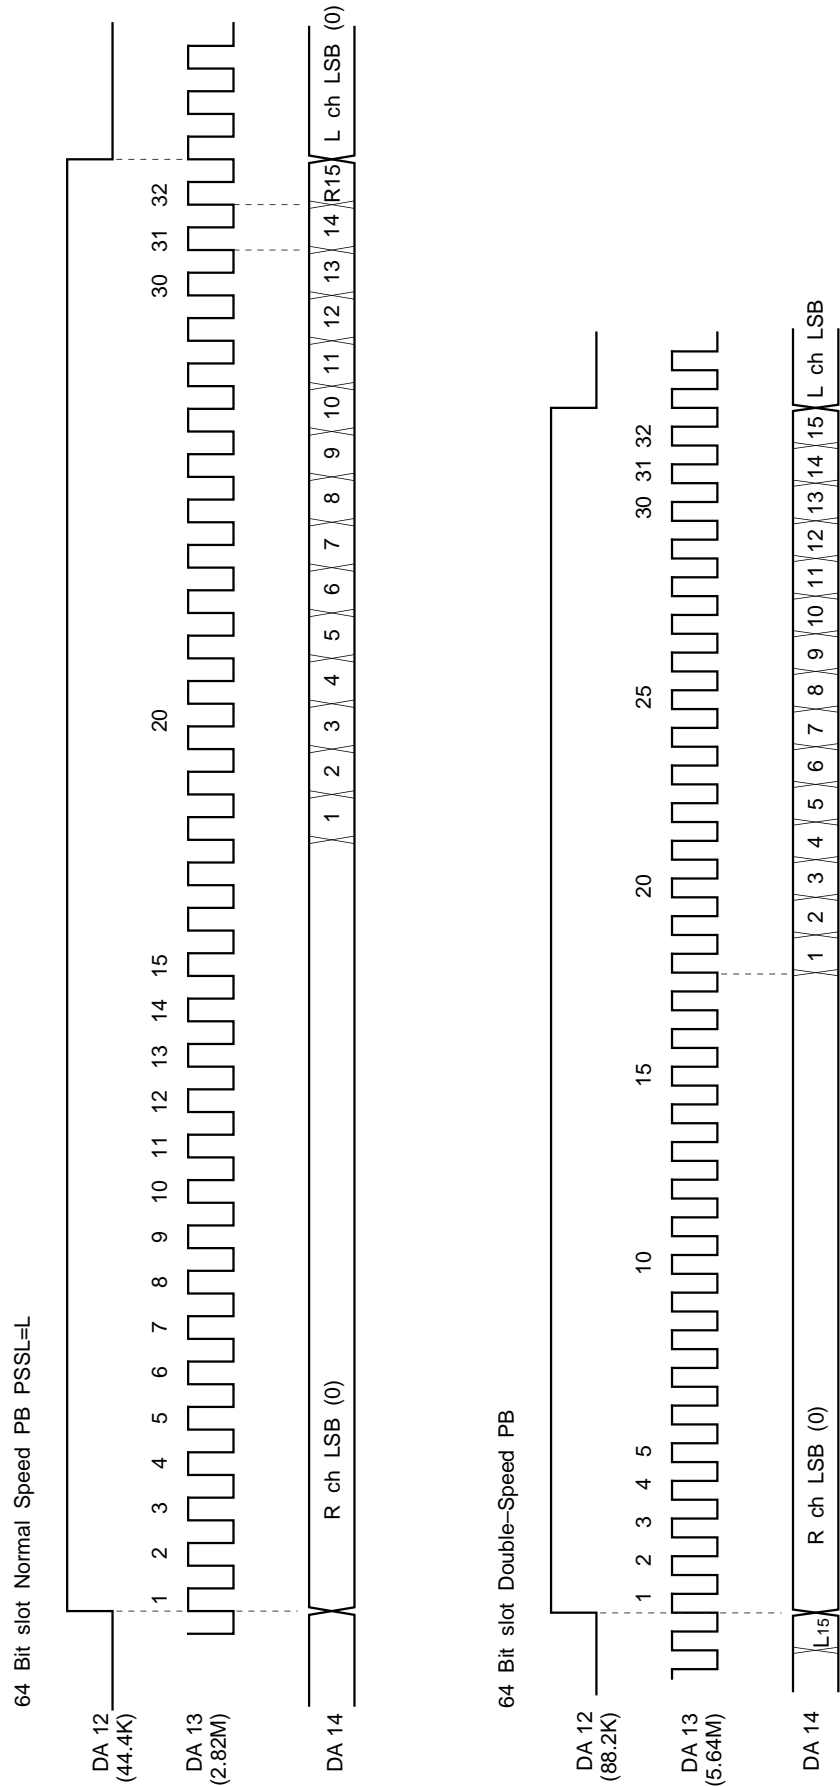 64 Bit slot Normal Speed PB PSSL=L
DA 12
(44.4K)
1 2 3 4 5 6 7 8 9 10 11 12 13 14 15 20 30 31 32
DA 13
(2.82M)
DA 14
R ch LSB (0) 1 2 3 4 5 6 7 8 9 10 11 12 13 14 R15 L ch LSB (0)
64 Bit slot Double–Speed PB
DA 12
(88.2K)
1 2 3 4 5 10 15 20 25 30 31 32
DA 13
(5.64M)
DA 14
L15 R ch LSB (0) 1 2 3 4 5 6 7 8 9 10 11 12 13 14 15 L ch LSB